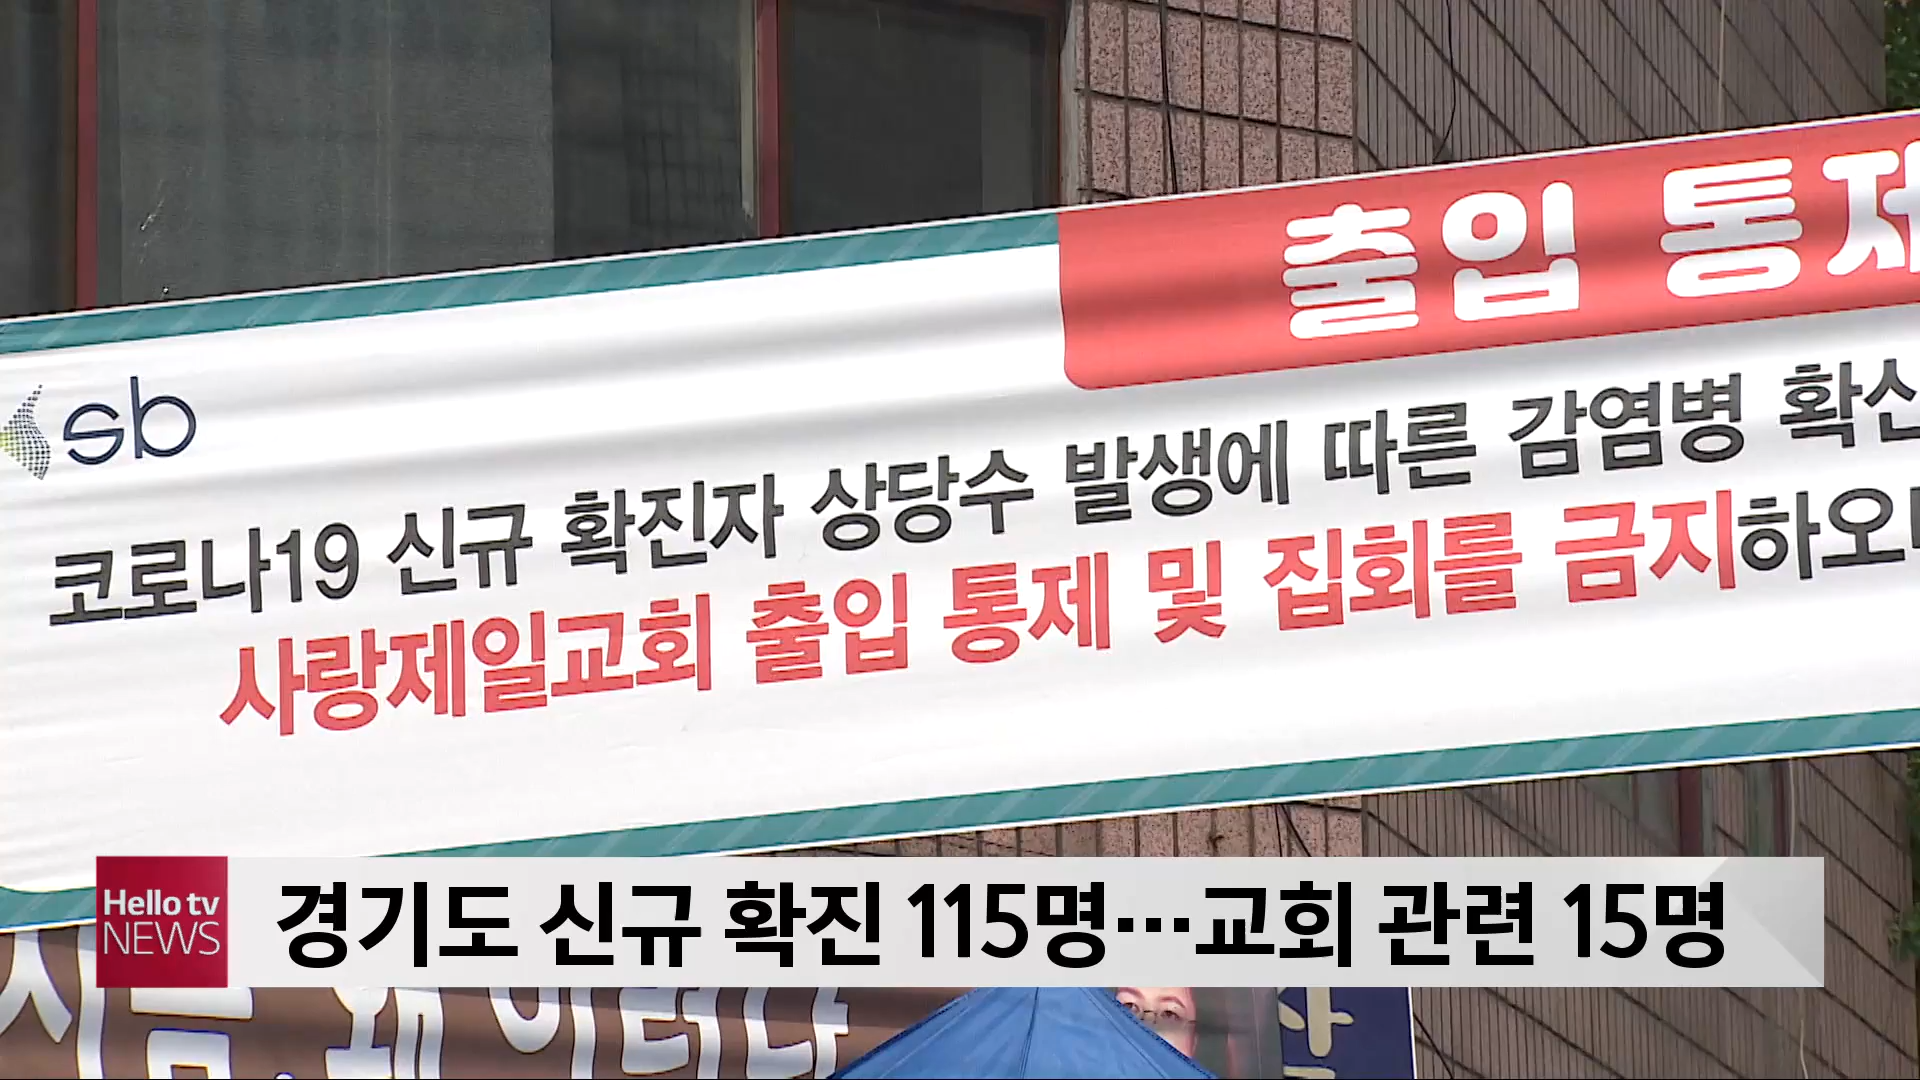 출입 통제
sb
코로나19 신규 확진자 상당수 발생에 따른 감염병
사랑제일교회 출입 통제 및 집회를 금지하오
Hello tv
NEWS
경기도 신규 확진 115명…교회 관련 15명
왜